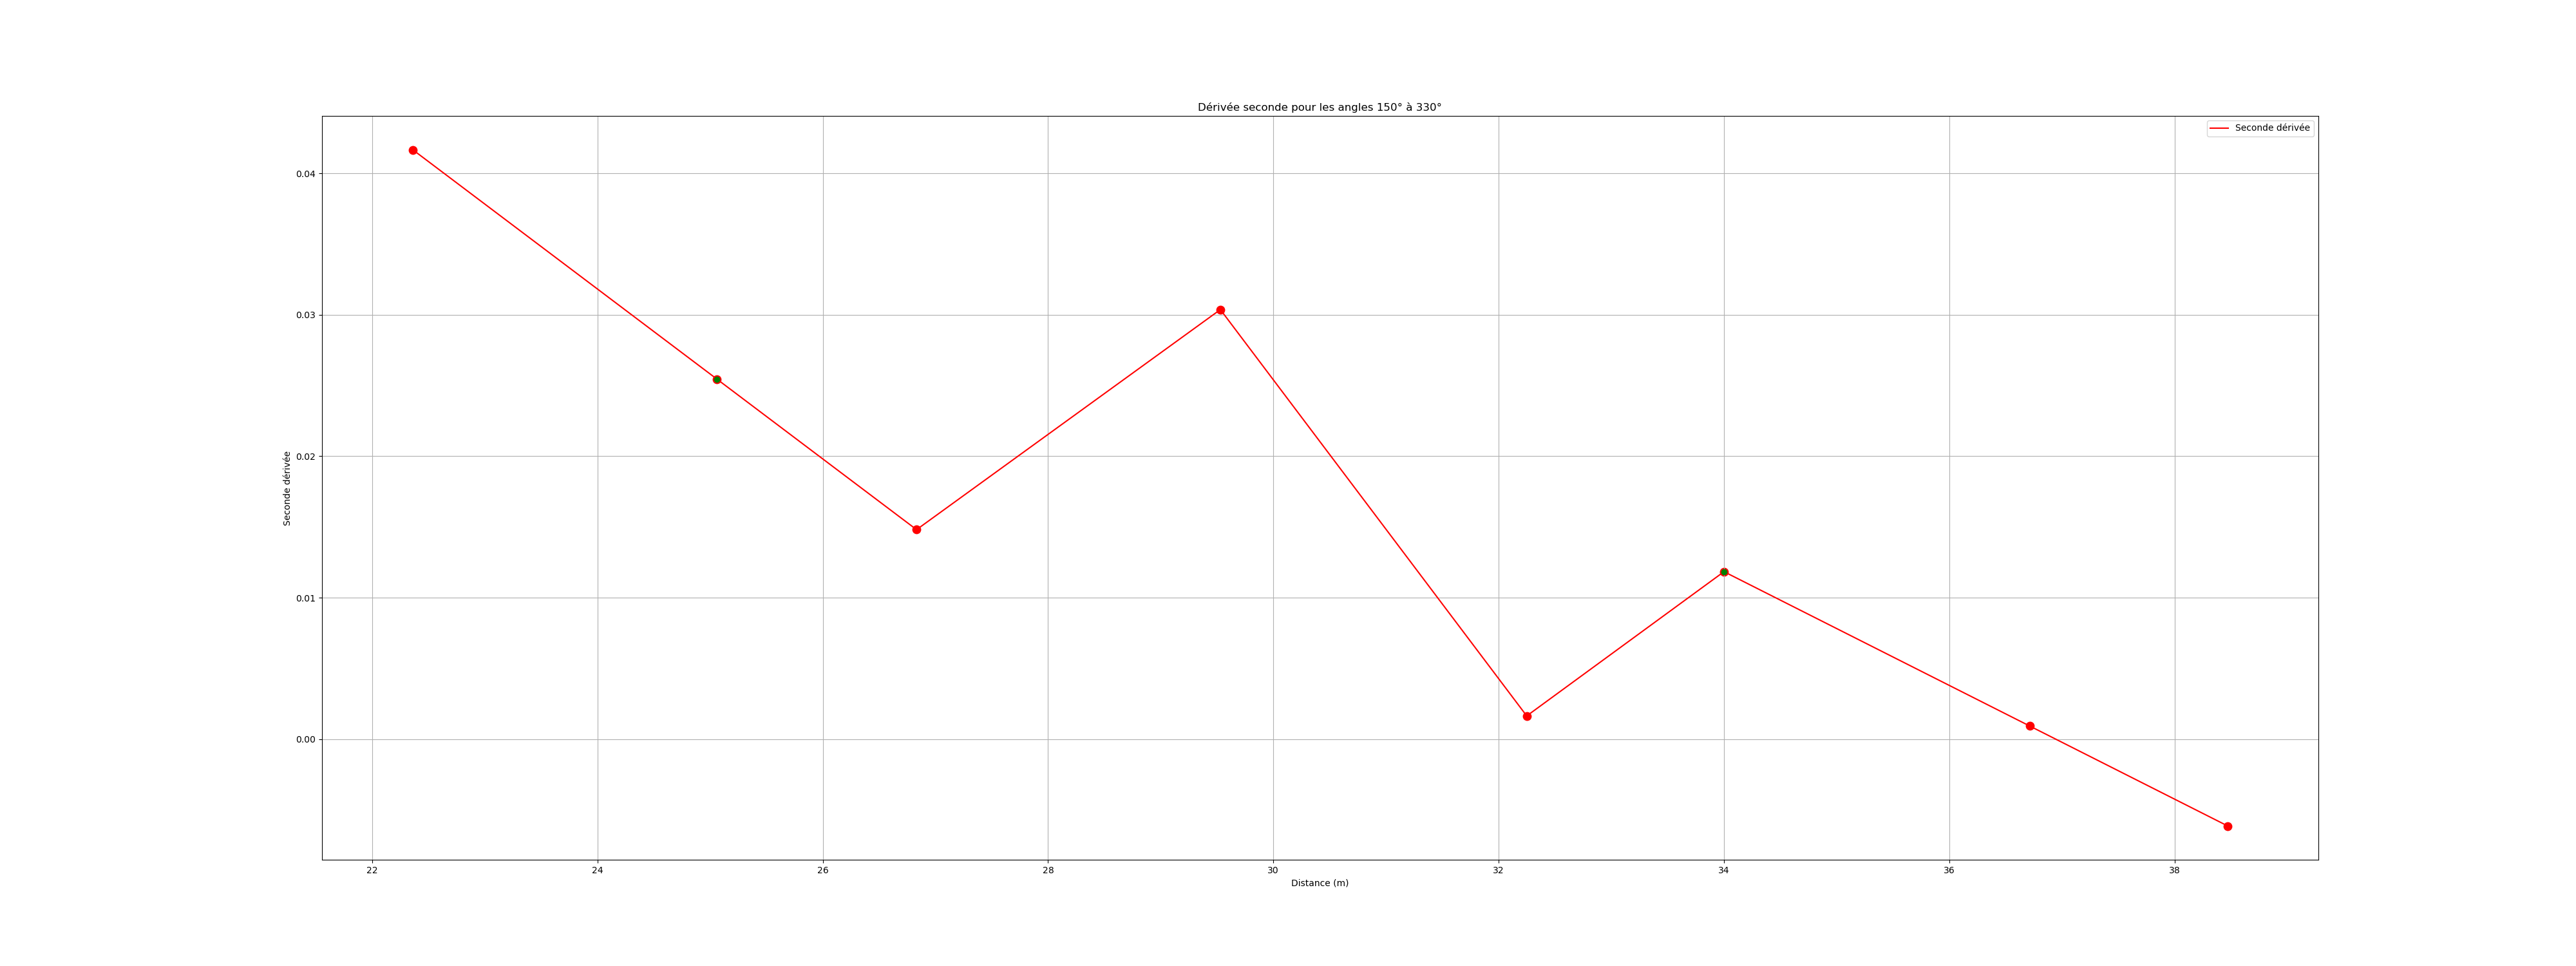 Dérivée seconde pour les angles 150° à 330°
Seconde dérivée
0.04
0.03
0.02
0.01
0.00
Seconde dérivée
22 24 26 28 30 32 34 36 38
Distance (m)